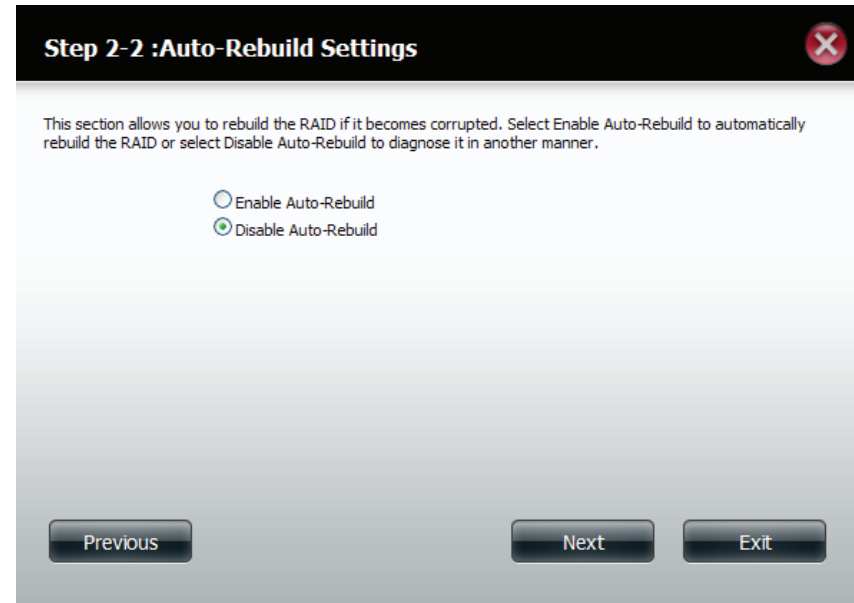 Step 2-2 :Auto-Rebuild Settings
This section allows you to rebuild the RAID if it becomes corrupted. Select Enable Auto-Rebuild to automatically
rebuild the RAID or select Disable Auto-Rebuild to diagnose it in another manner.
Enable Auto-Rebuild
Disable Auto-Rebuild
Previous
Next
Exit